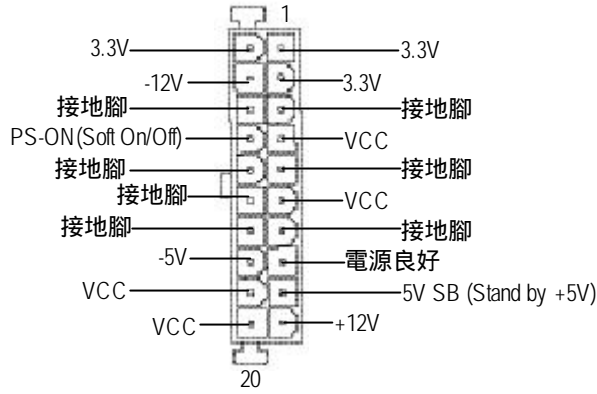 1
3.3V 3.3V
-12V 3.3V
接地腳 接地腳
PS-ON(Soft On/Off) VCC
接地腳 接地腳
接地腳 VCC
接地腳 接地腳
-5V 電源良好
VCC 5V SB (Stand by +5V)
VCC +12V
20